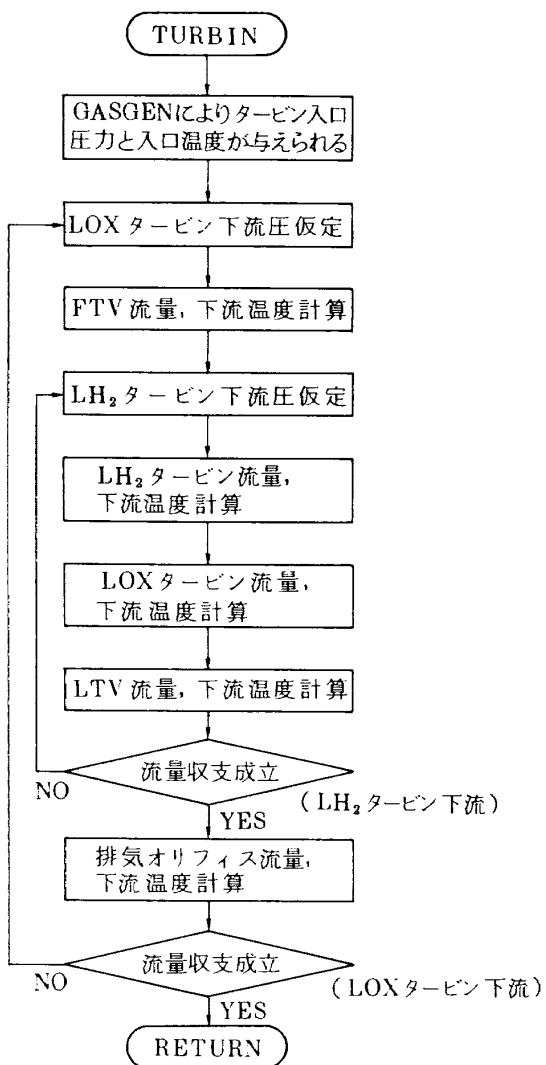 TURBIN
GASGENによりタービン入口
圧力と入口温度が与えられる
LOXタービン下流圧仮定
FTV流量,下流温度計算
LH₂タービン下流圧仮定
LH₂タービン流量,
下流温度計算
LOXタービン流量,
下流温度計算
LTV流量,下流温度計算
流量収支成立
NO
(LH₂タービン下流)
YES
排気オリフィス流量,
下流温度計算
流量収支成立
NO
(LOXタービン下流)
YES
RETURN